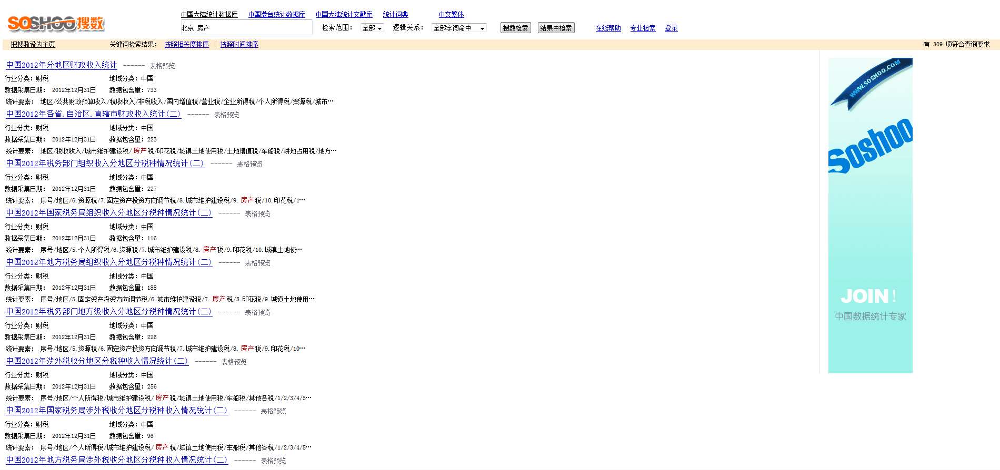 SOSHOO搜数
中国大陆统计数据库 中国港台统计数据库 中国大陆统计文献库 统计词典 中文繁体
北京 房产 检索范围： 全部 逻辑关系： 全部字词命中 搜数检索 结果中检索 在线帮助 专业检索 登录
把搜数设为主页 关键词检索结果： 按照相关度排序 | 按照时间排序 有 309 项符合查询要求
中国2012年分地区财政收入统计 ------ 表格预览
行业分类：财税 地域分类：中国
数据采集日期： 2012年12月31日 数据包含量：733
统计要素： 地区/公共财政预算收入/税收收入/非税收入/国内增值税/营业税/企业所得税/个人所得税/资源税/城市…
中国2012年各省.自治区.直辖市财政收入统计(二) ------ 表格预览
行业分类：财税 地域分类：中国
数据采集日期： 2012年12月31日 数据包含量：223
统计要素： 地区/税收收入/城市维护建设税/ 房产 税/印花税/城镇土地使用税/土地增值税/车船税/耕地占用税/地方…
中国2012年税务部门组织收入分地区分税种情况统计(二) ------ 表格预览
行业分类：财税 地域分类：中国
数据采集日期： 2012年12月31日 数据包含量：227
统计要素： 序号/地区/6.资源税/7.固定资产投资方向调节税/8.城市维护建设税/9. 房产 税/10.印花税/1…
中国2012年国家税务局组织收入分地区分税种情况统计(二) ------ 表格预览
行业分类：财税 地域分类：中国
数据采集日期： 2012年12月31日 数据包含量：116
统计要素： 序号/地区/5.个人所得税/6.资源税/7.城市维护建设税/8. 房产 税/9.印花税/10.城镇土地使…
中国2012年地方税务局组织收入分地区分税种情况统计(二) ------ 表格预览
行业分类：财税 地域分类：中国
数据采集日期： 2012年12月31日 数据包含量：188
统计要素： 序号/地区/5.固定资产投资方向调节税/6.城市维护建设税/7. 房产 税/8.印花税/9.城镇土地使用…
中国2012年税务部门地方级收入分地区分税种情况统计(二) ------ 表格预览
行业分类：财税 地域分类：中国
数据采集日期： 2012年12月31日 数据包含量：226
统计要素： 序号/地区/5.资源税/6.固定资产投资方向调节税/7.城市维护建设税/8. 房产 税/9.印花税/10…
中国2012年涉外税收分地区分税种收入情况统计(二) ------ 表格预览
行业分类：财税 地域分类：中国
数据采集日期： 2012年12月31日 数据包含量：256
统计要素： 序号/地区/个人所得税/城市维护建设税/ 房产 税/城镇土地使用税/车船税/其他各税/1/2/3/4/5…
中国2012年国家税务局涉外税收分地区分税种收入情况统计(二) ------ 表格预览
行业分类：财税 地域分类：中国
数据采集日期： 2012年12月31日 数据包含量：96
统计要素： 序号/地区/个人所得税/城市维护建设税/ 房产 税/城镇土地使用税/车船税/其他各税/1/2/3/4/5…
中国2012年地方税务局涉外税收分地区分税种收入情况统计(二) ------ 表格预览
WWW.SOSHOO.COM
Soshoo
JOIN!
中国数据统计专家